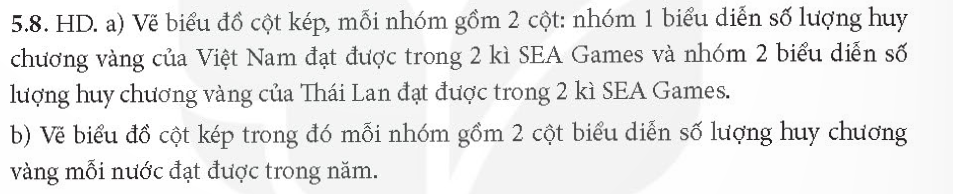 5.8. HD. a) Vẽ biểu đồ cột kép, mỗi nhóm gồm 2 cột: nhóm 1 biểu diễn số lượng huy
chương vàng của Việt Nam đạt được trong 2 kì SEA Games và nhóm 2 biểu diễn số
lượng huy chương vàng của Thái Lan đạt được trong 2 kì SEA Games.
b) Vẽ biểu đồ cột kép trong đó mỗi nhóm gồm 2 cột biểu diễn số lượng huy chương
vàng mỗi nước đạt được trong năm.